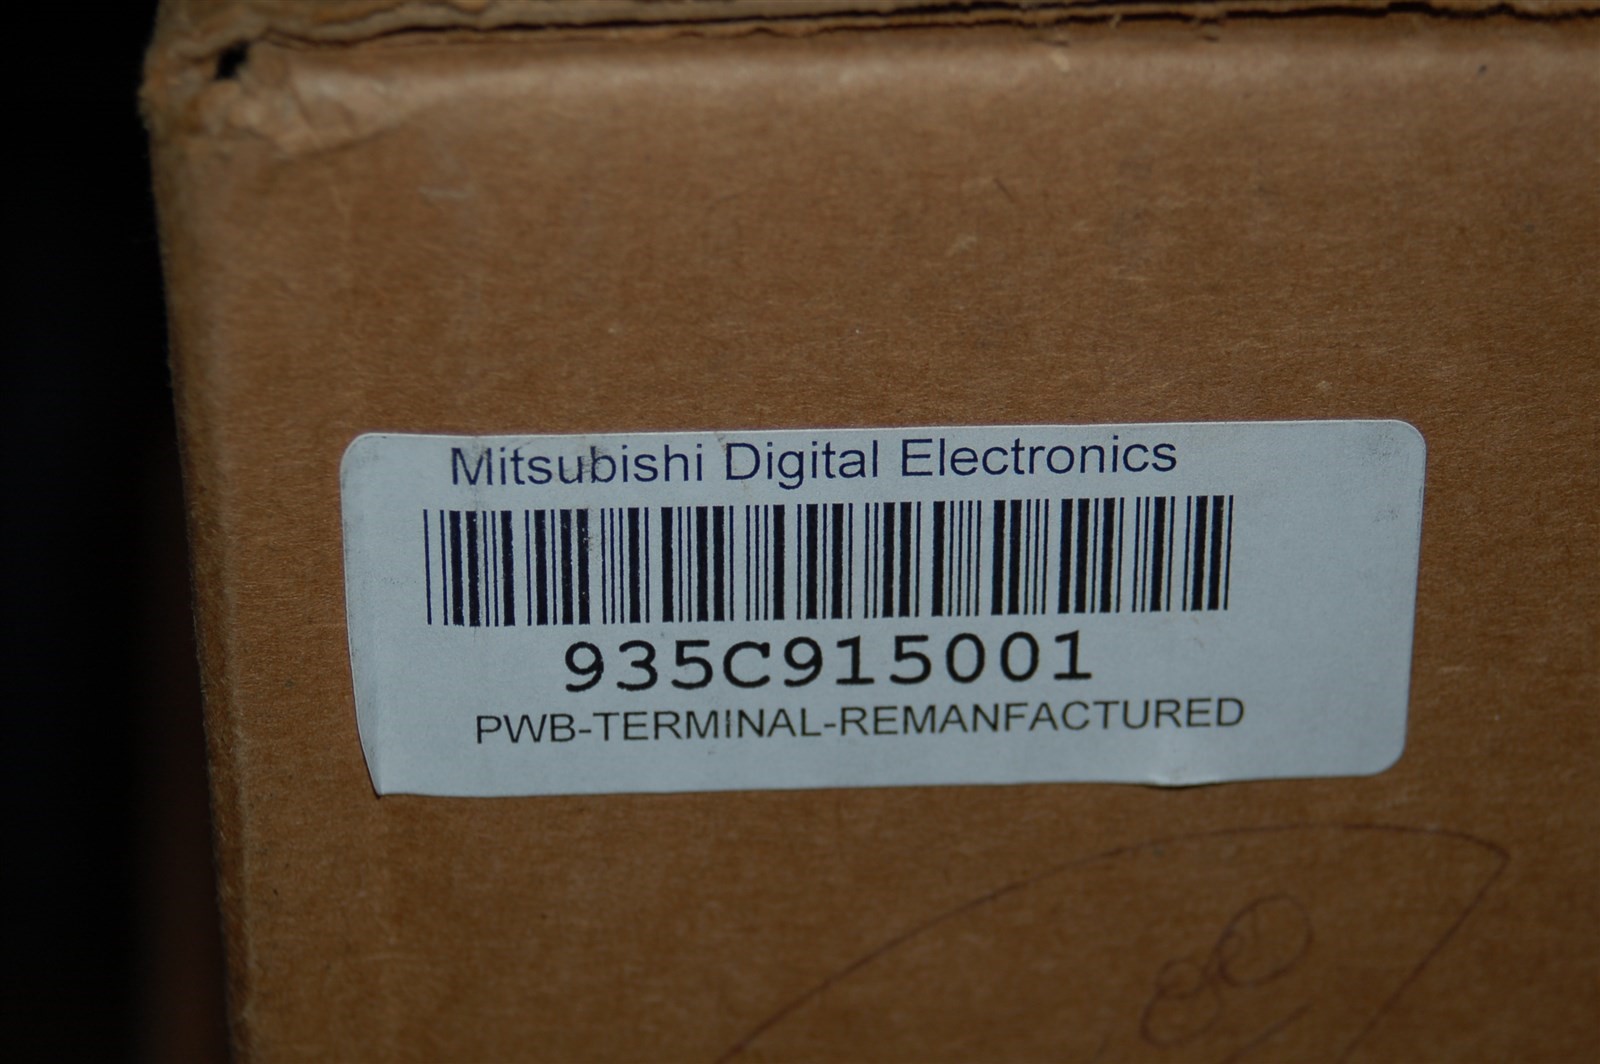 Mitsubishi Digital Electronics
935C915001
PWB-TERMINAL-REMANFACTURED